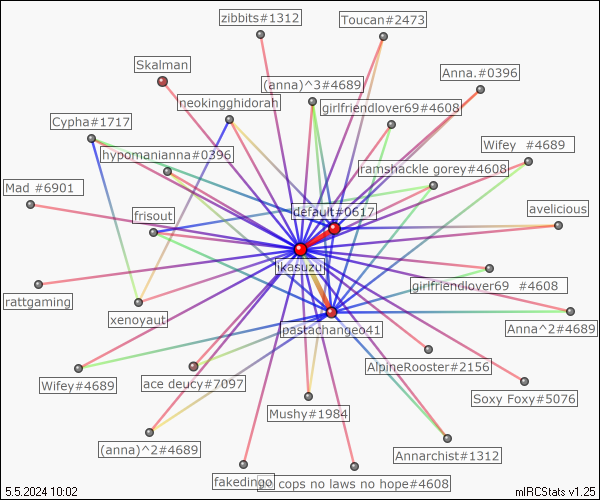 zibbits#1312
Toucan#2473
Skalman
Anna.#0396
(anna)^3#4689
neokingghidorah
girlfriendlover69#4608
Cypha#1717
Wifey #4689
hypomanianna#0396
ramshackle gorey#4608
Mad #6901
default#0617
avelicious
frisout
ikasuzu
girlfriendlover69 #4608
rattgaming
xenoyaut
pastachangeo41
Anna^2#4689
AlpineRooster#2156
Wifey#4689
ace deucy#7097
Soxy Foxy#5076
Mushy#1984
(anna)^2#4689
Annarchist#1312
fakedingo
cops no laws no hope#4608
5.5.2024 10:02
mIRCStats v1.25